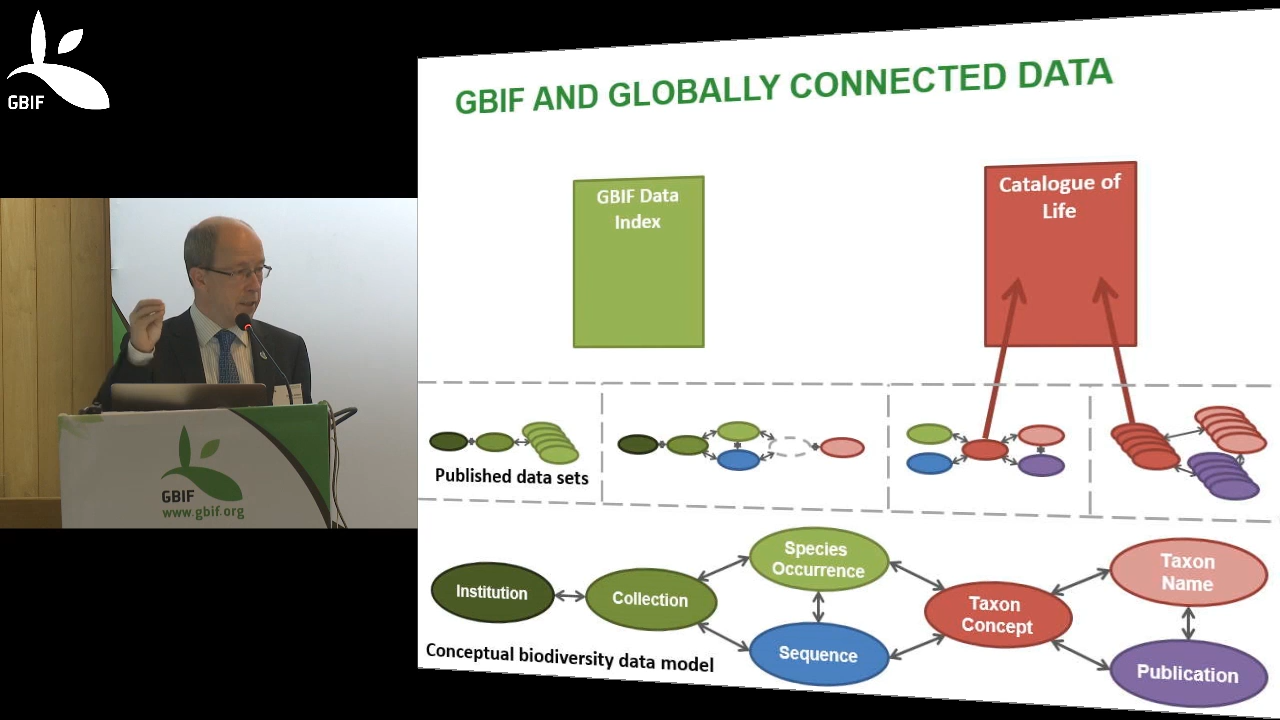 GBIF
GBIF AND GLOBALLY CONNECTED DATA
GBIF Data
Index
Catalogue of
Life
Published data sets
Institution
Collection
Species
Occurrence
Sequence
Taxon
Concept
Taxon
Name
Publication
Conceptual biodiversity data model
GBIF
www.gbif.org